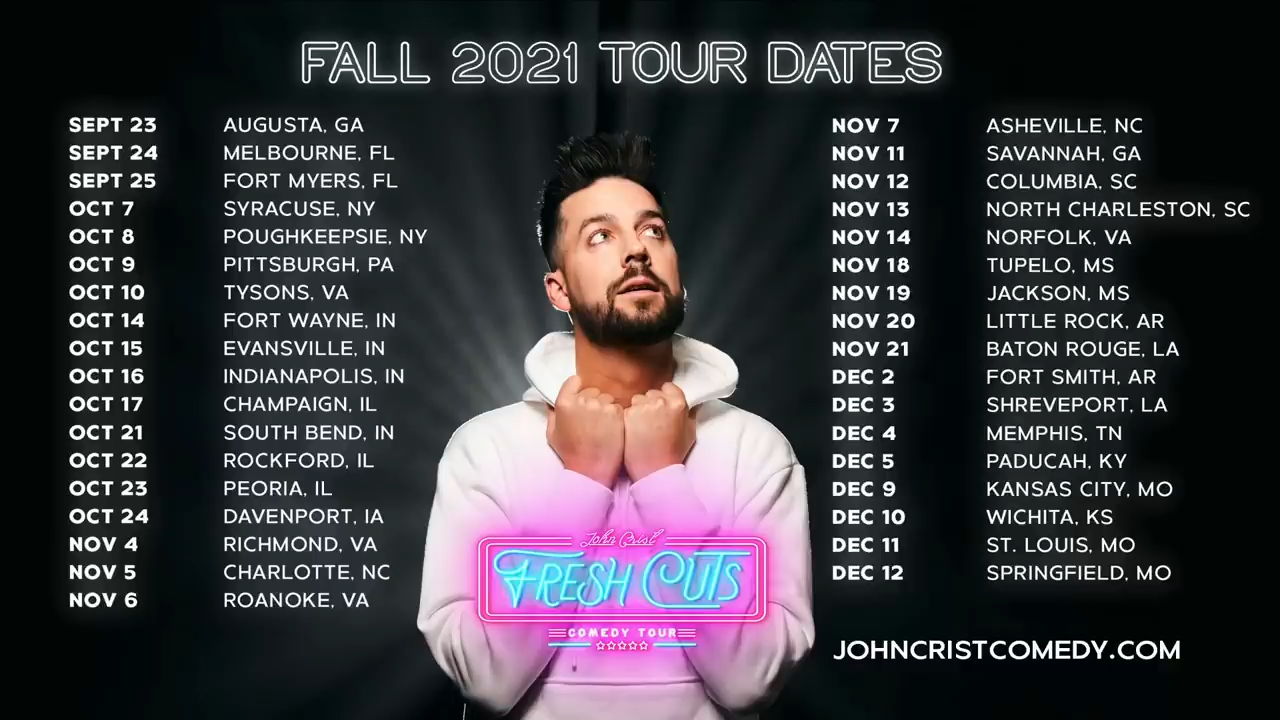 FALL 2021 TOUR DATES
SEPT 23 AUGUSTA, GA
SEPT 24 MELBOURNE, FL
SEPT 25 FORT MYERS, FL
OCT 7 SYRACUSE, NY
OCT 8 POUGHKEEPSIE, NY
OCT 9 PITTSBURGH, PA
OCT 10 TYSONS, VA
OCT 14 FORT WAYNE, IN
OCT 15 EVANSVILLE, IN
OCT 16 INDIANAPOLIS, IN
OCT 17 CHAMPAIGN, IL
OCT 21 SOUTH BEND, IN
OCT 22 ROCKFORD, IL
OCT 23 PEORIA, IL
OCT 24 DAVENPORT, IA
NOV 4 RICHMOND, VA
NOV 5 CHARLOTTE, NC
NOV 6 ROANOKE, VA
John Crist
FRESH CUTS
COMEDY TOUR
NOV 7 ASHEVILLE, NC
NOV 11 SAVANNAH, GA
NOV 12 COLUMBIA, SC
NOV 13 NORTH CHARLESTON, SC
NOV 14 NORFOLK, VA
NOV 18 TUPELO, MS
NOV 19 JACKSON, MS
NOV 20 LITTLE ROCK, AR
NOV 21 BATON ROUGE, LA
DEC 2 FORT SMITH, AR
DEC 3 SHREVEPORT, LA
DEC 4 MEMPHIS, TN
DEC 5 PADUCAH, KY
DEC 9 KANSAS CITY, MO
DEC 10 WICHITA, KS
DEC 11 ST. LOUIS, MO
DEC 12 SPRINGFIELD, MO
JOHNCRISTCOMEDY.COM